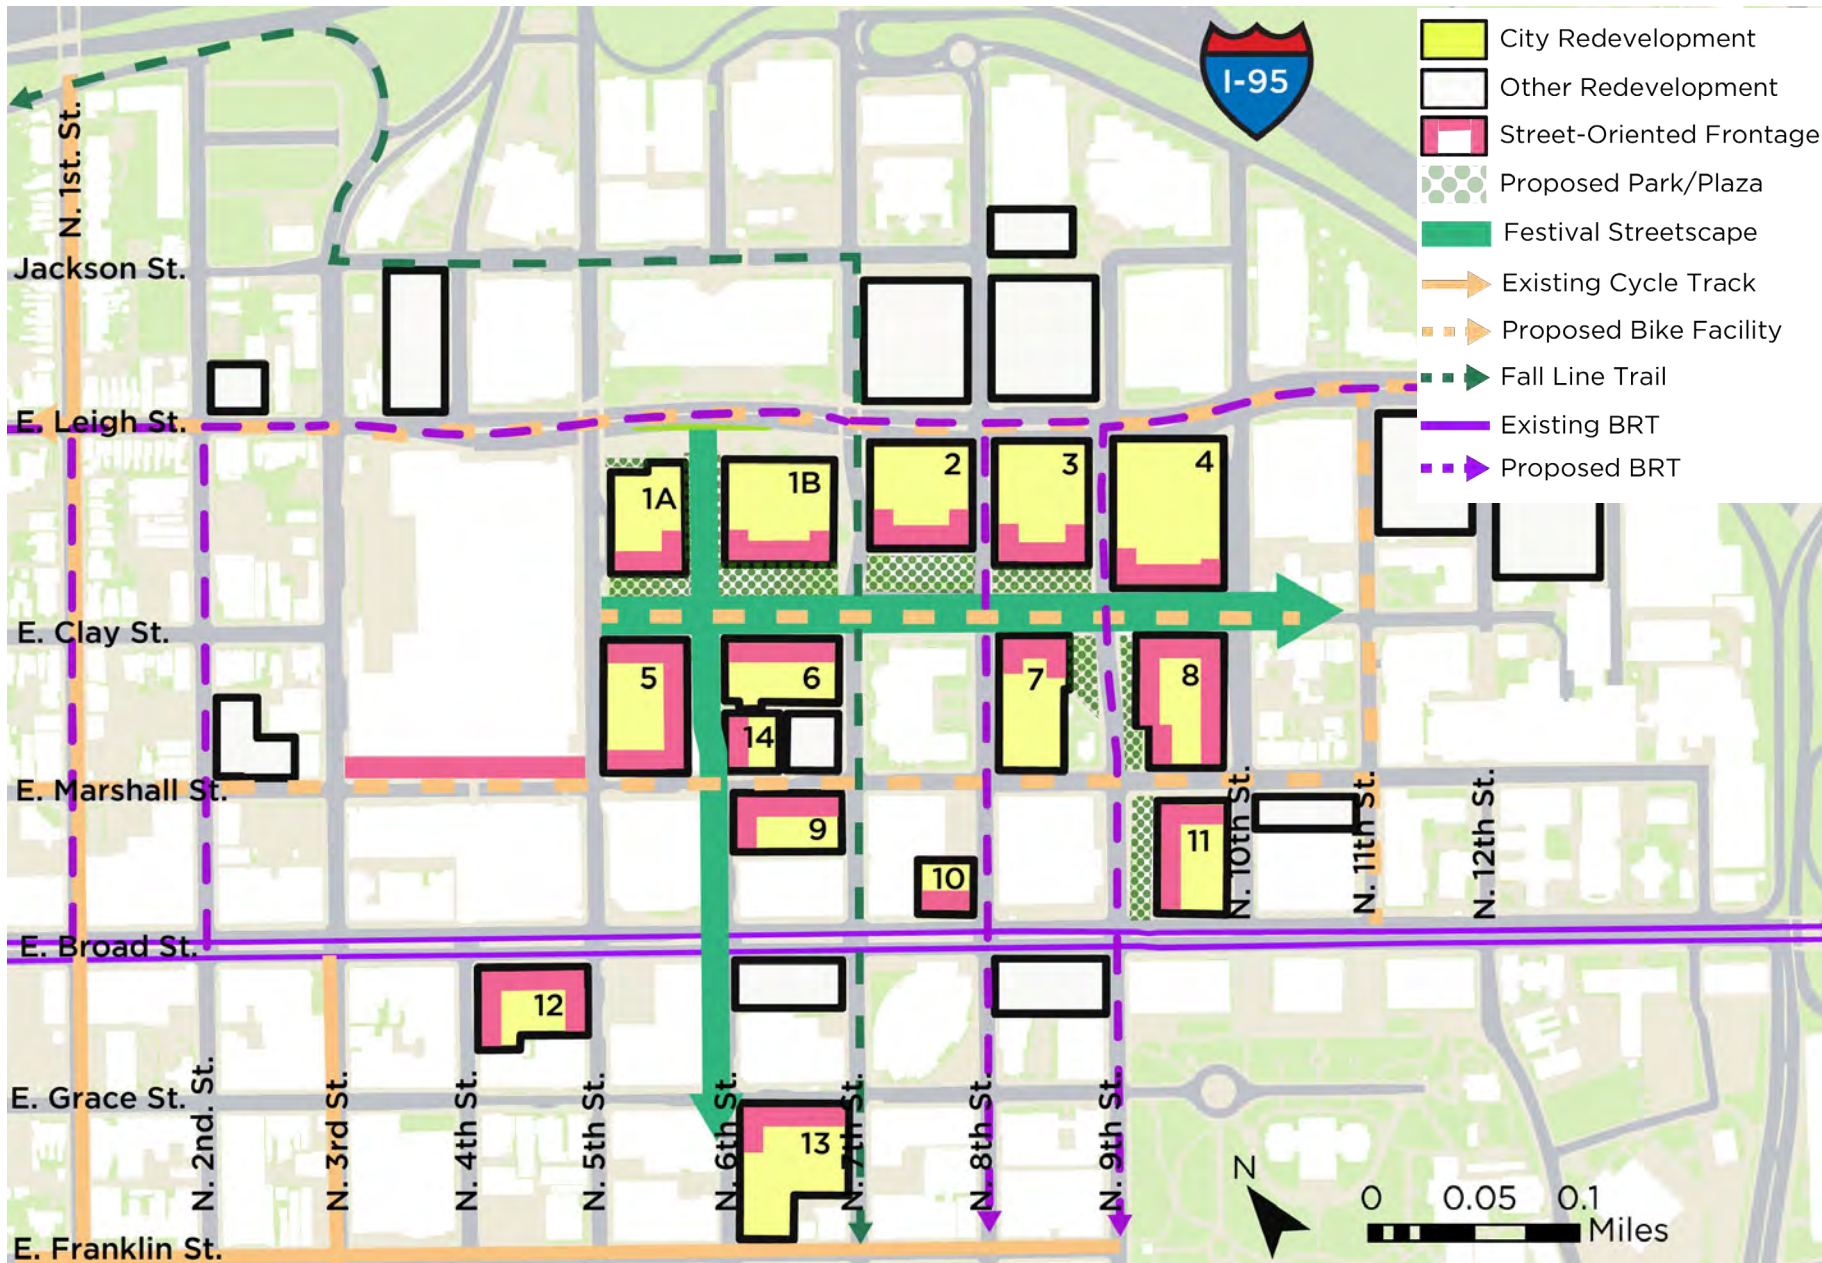 I-95
City Redevelopment
Other Redevelopment
Street-Oriented Frontage
Proposed Park/Plaza
Festival Streetscape
Existing Cycle Track
Proposed Bike Facility
Fall Line Trail
Existing BRT
Proposed BRT
N. 1st. St.
Jackson St.
E. Leigh St.
1A
1B
2
3
4
E. Clay St.
5
6
7
8
14
E. Marshall St.
9
10
11
N. 10th St.
N. 11th St.
N. 12th St.
E. Broad St.
12
E. Grace St.
N. 2nd. St.
N. 3rd St.
N. 4th St.
N. 5th St.
N. 6th St.
13
N. 7th St.
N. 8th St.
N. 9th St.
N
0 0.05 0.1
Miles
E. Franklin St.